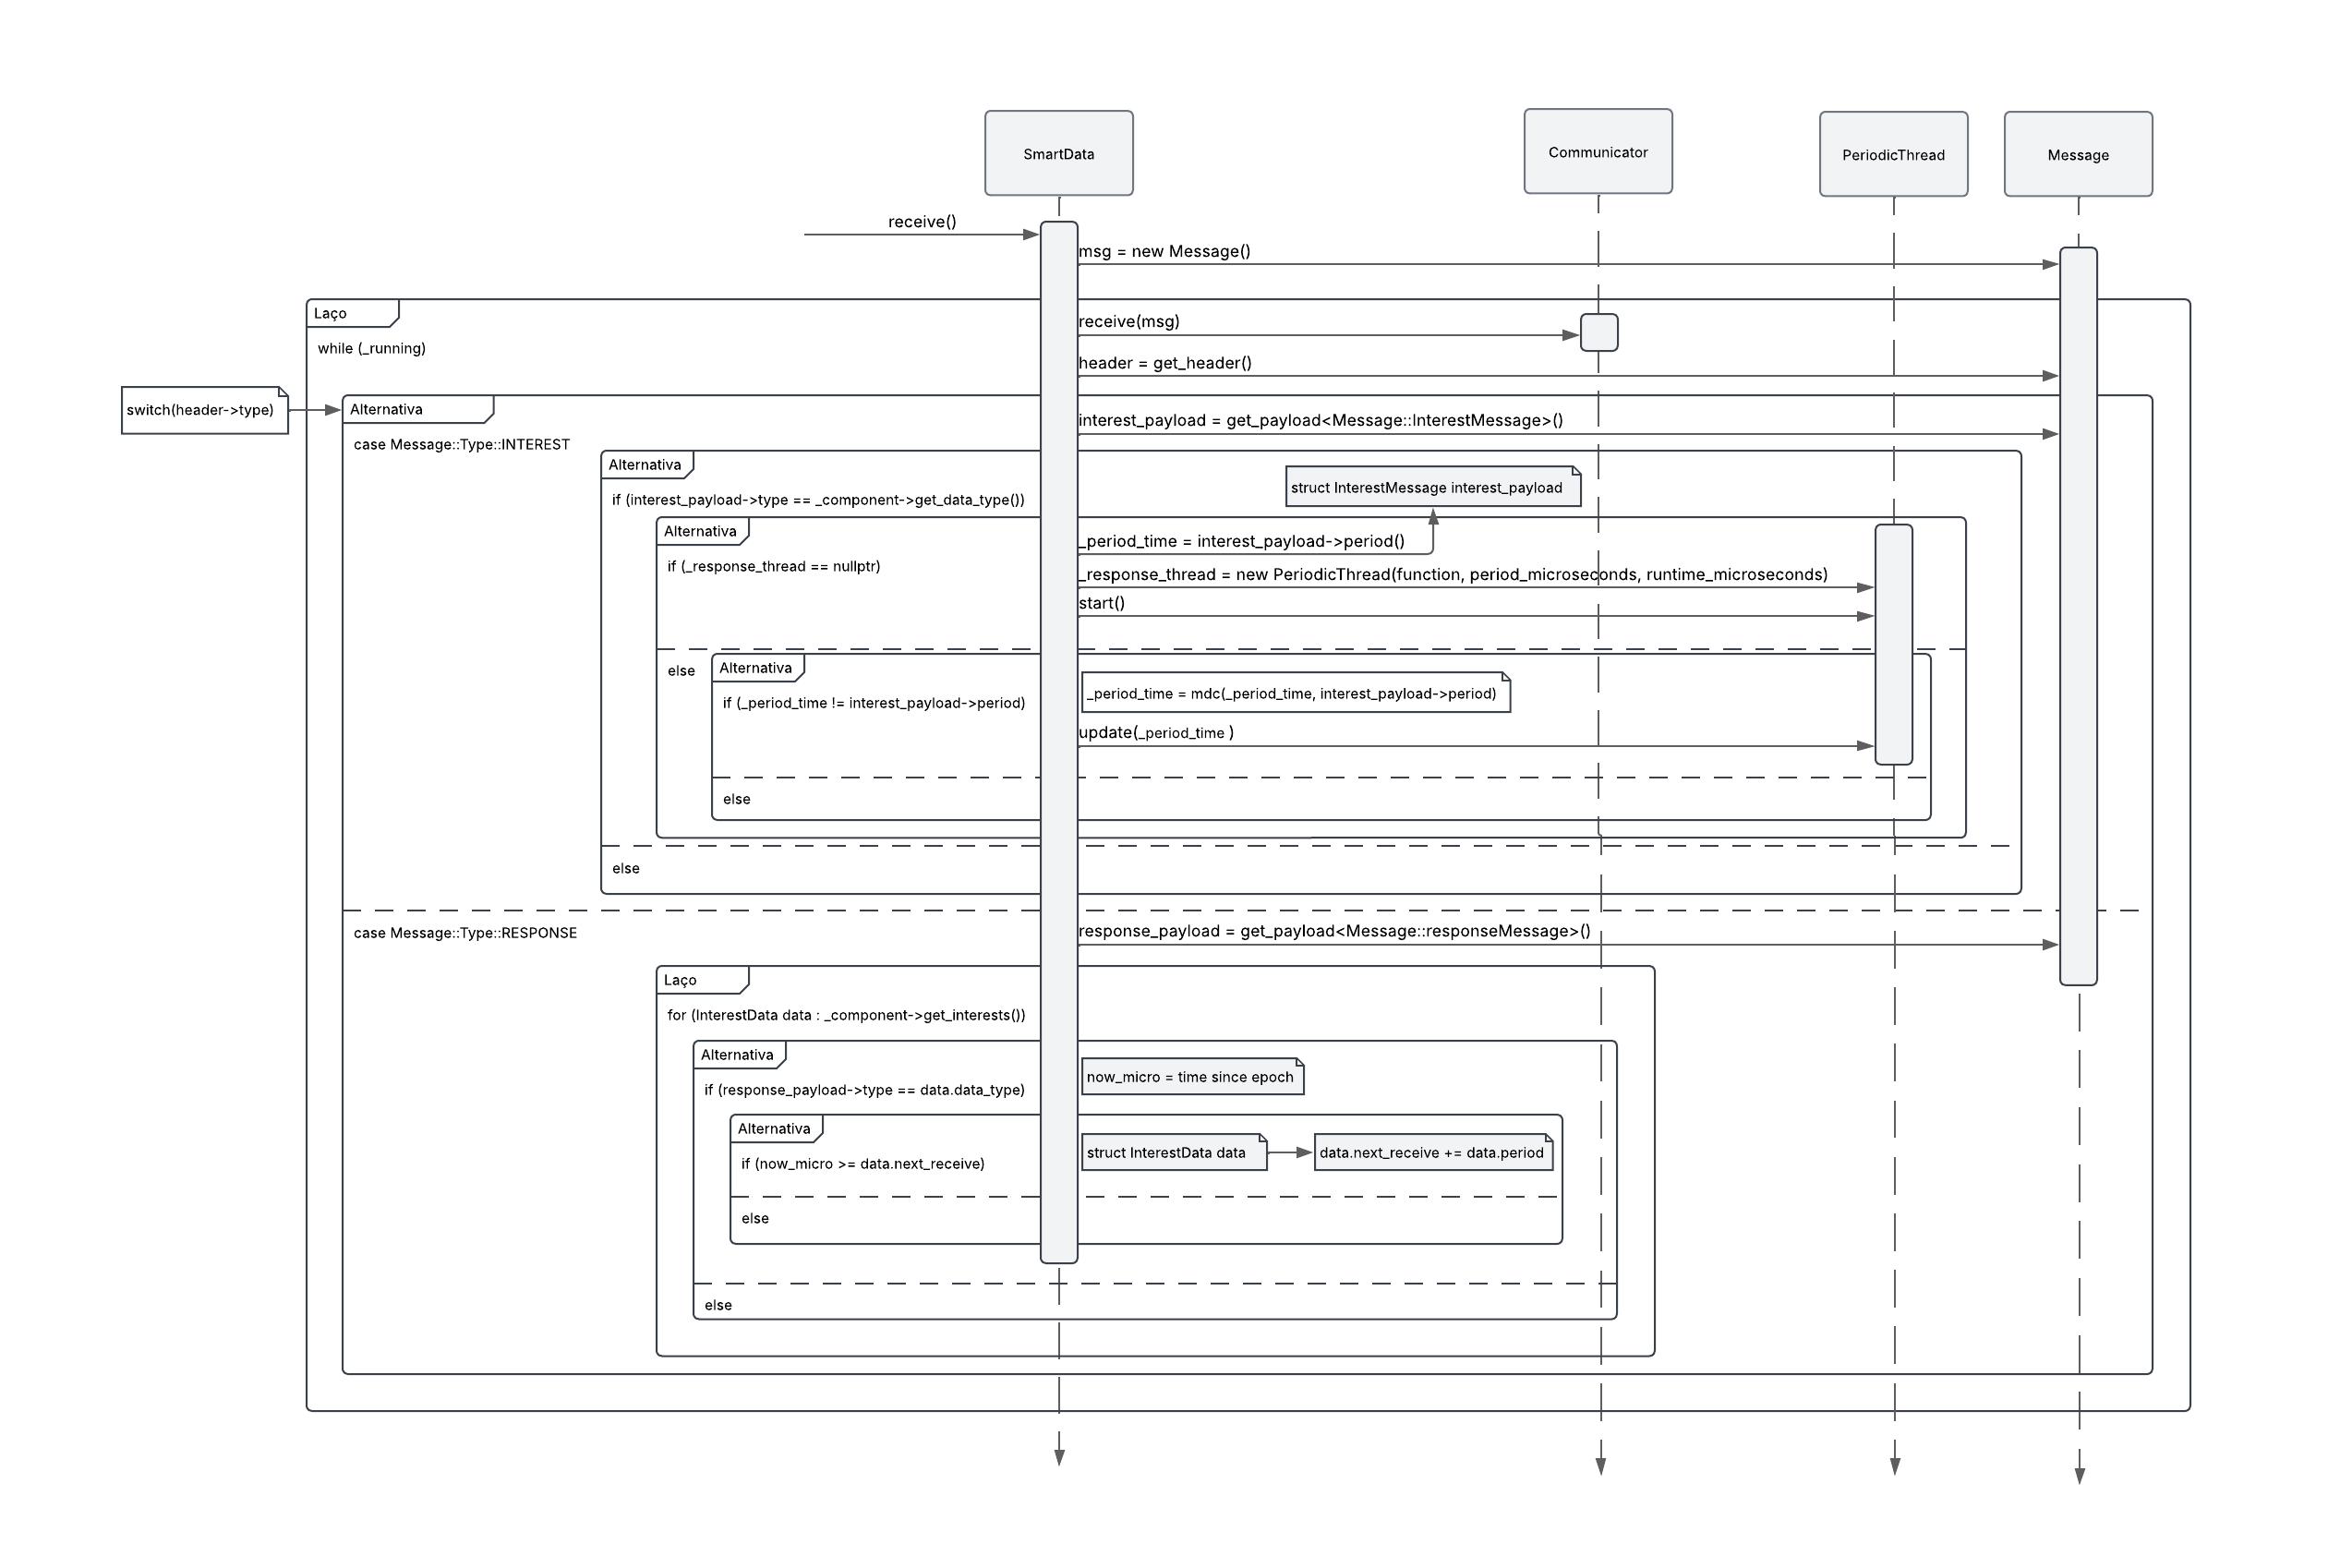 SmartData
Communicator
PeriodicThread
Message
receive()
msg = new Message()
Laço
while (_running)
receive(msg)
header = get_header()
switch(header->type)
Alternativa
case Message::Type::INTEREST
interest_payload = get_payload<Message::InterestMessage>()
Alternativa
if (interest_payload->type == _component->get_data_type())
struct InterestMessage interest_payload
Alternativa
if (_response_thread == nullptr)
_period_time = interest_payload->period()
_response_thread = new PeriodicThread(function, period_microseconds, runtime_microseconds)
start()
else
Alternativa
if (_period_time != interest_payload->period)
_period_time = mdc(_period_time, interest_payload->period)
update(_period_time )
else
else
case Message::Type::RESPONSE
response_payload = get_payload<Message::responseMessage>()
Laço
for (InterestData data : _component->get_interests())
Alternativa
if (response_payload->type == data.data_type)
now_micro = time since epoch
Alternativa
if (now_micro >= data.next_receive)
struct InterestData data
data.next_receive += data.period
else
else